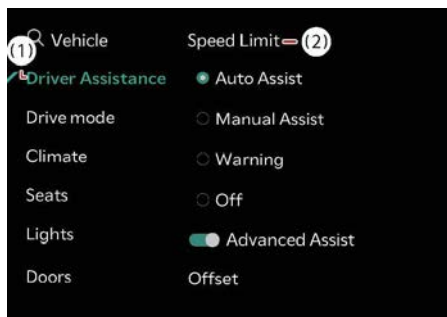 Vehicle
(1)
Driver Assistance
Drive mode
Climate
Seats
Lights
Doors
Speed Limit (2)
Auto Assist
Manual Assist
Warning
Off
Advanced Assist
Offset